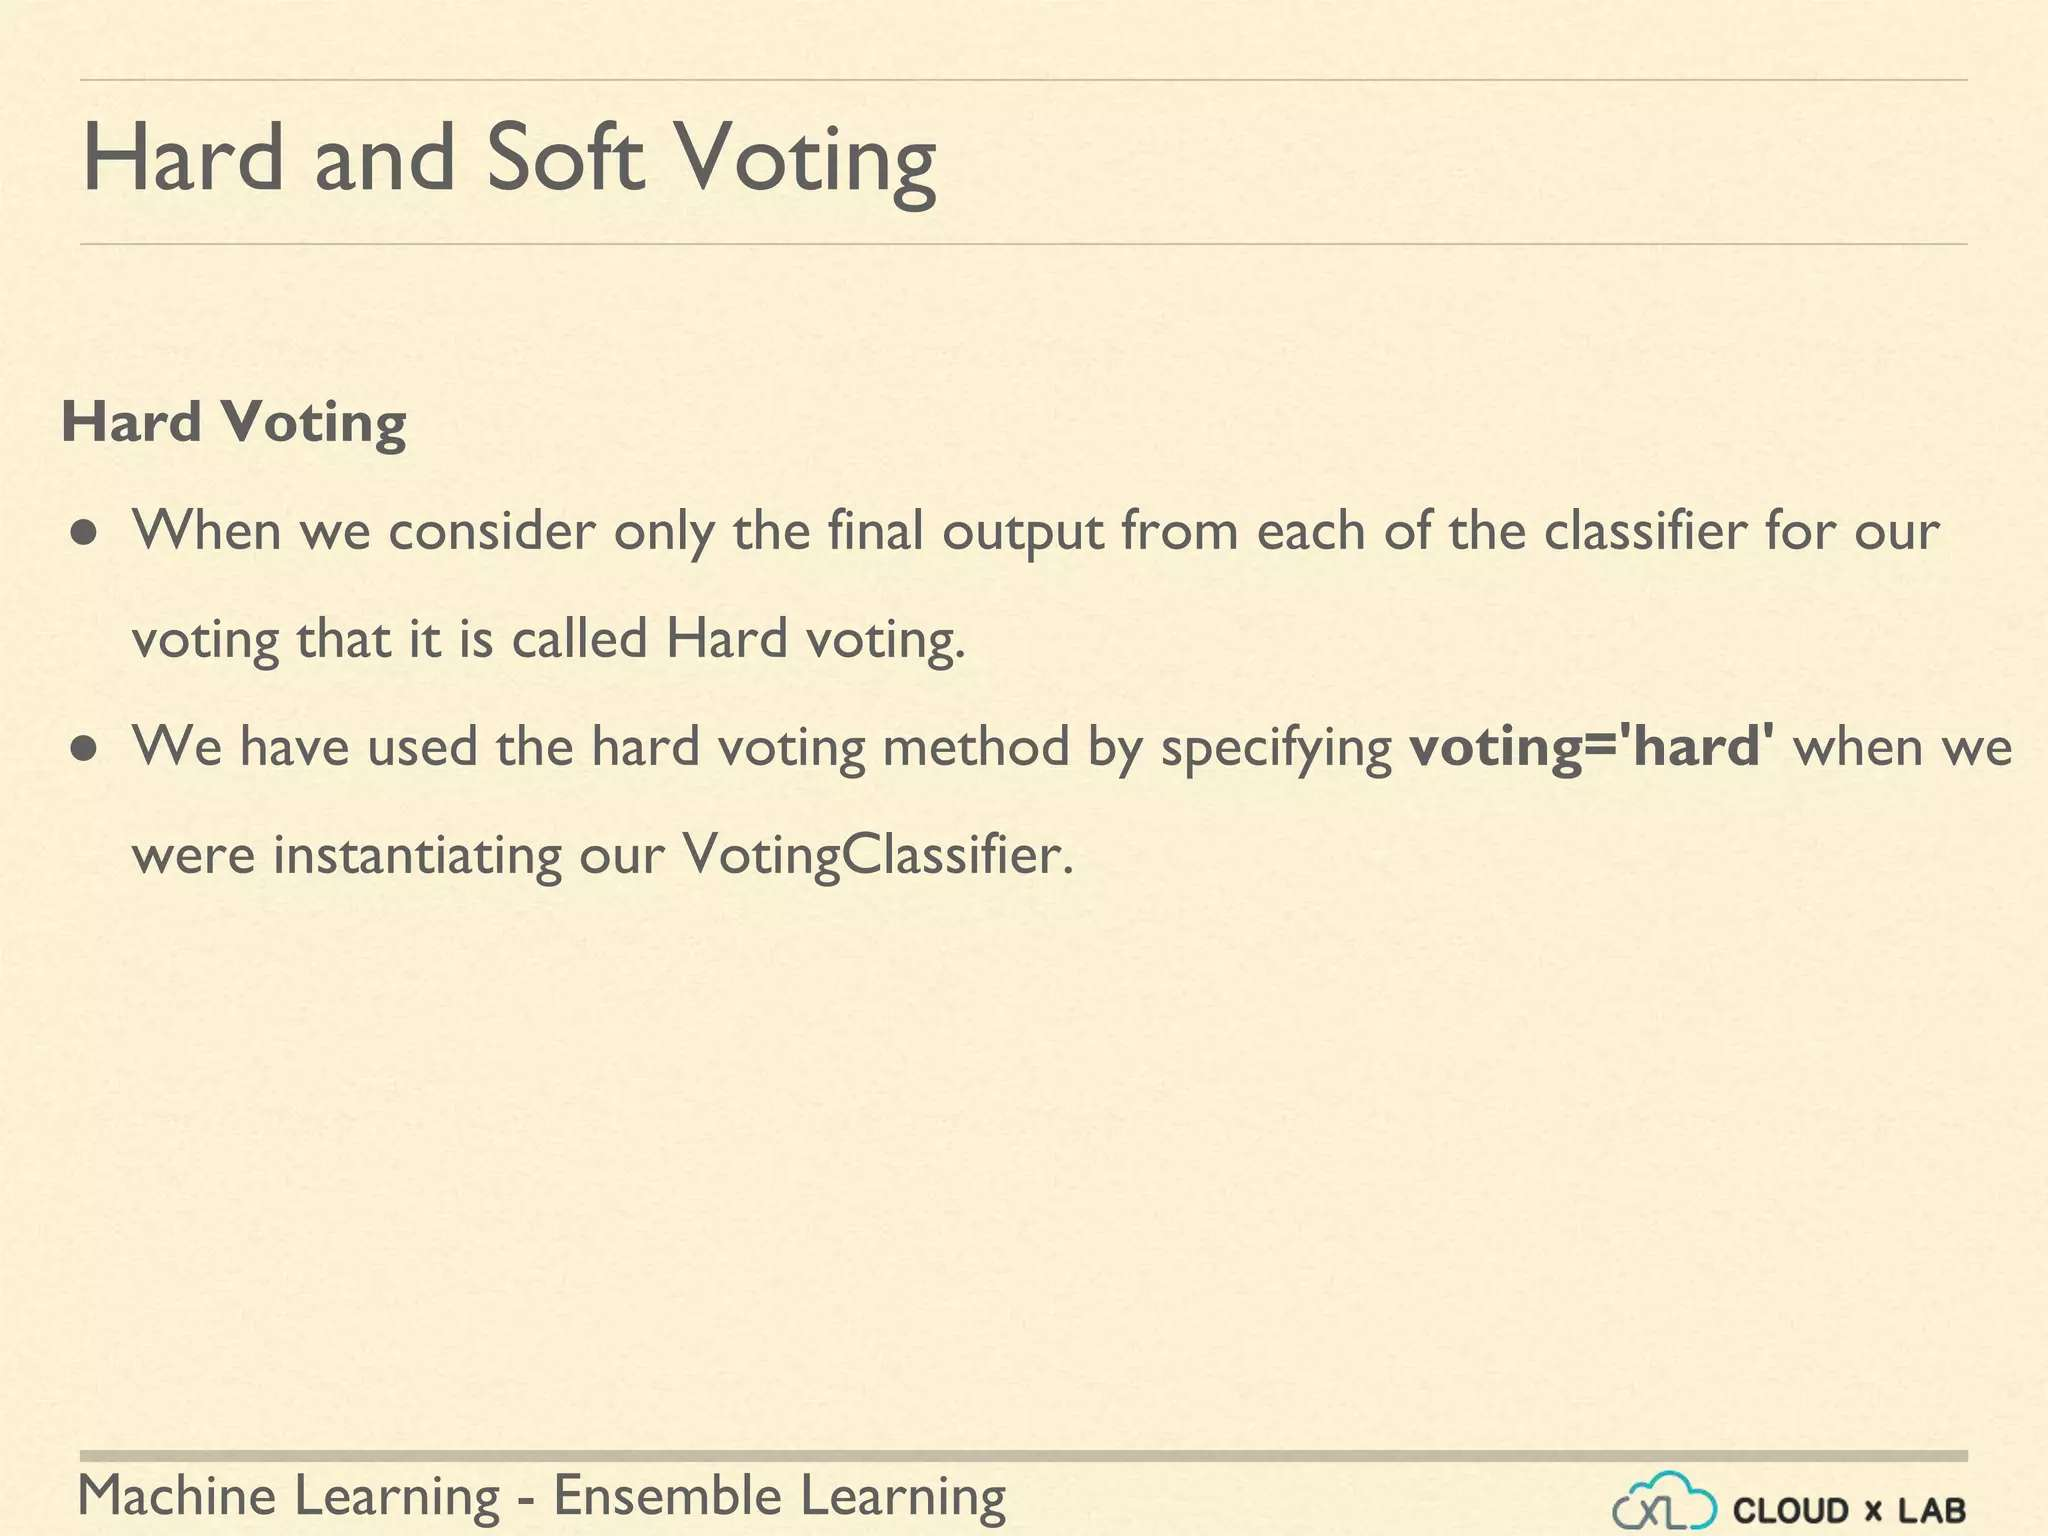 Hard and Soft Voting
Hard Voting
● When we consider only the final output from each of the classifier for our
voting that it is called Hard voting.
● We have used the hard voting method by specifying voting='hard' when we
were instantiating our VotingClassifier.
Machine Learning - Ensemble Learning
CXL CLOUD x LAB